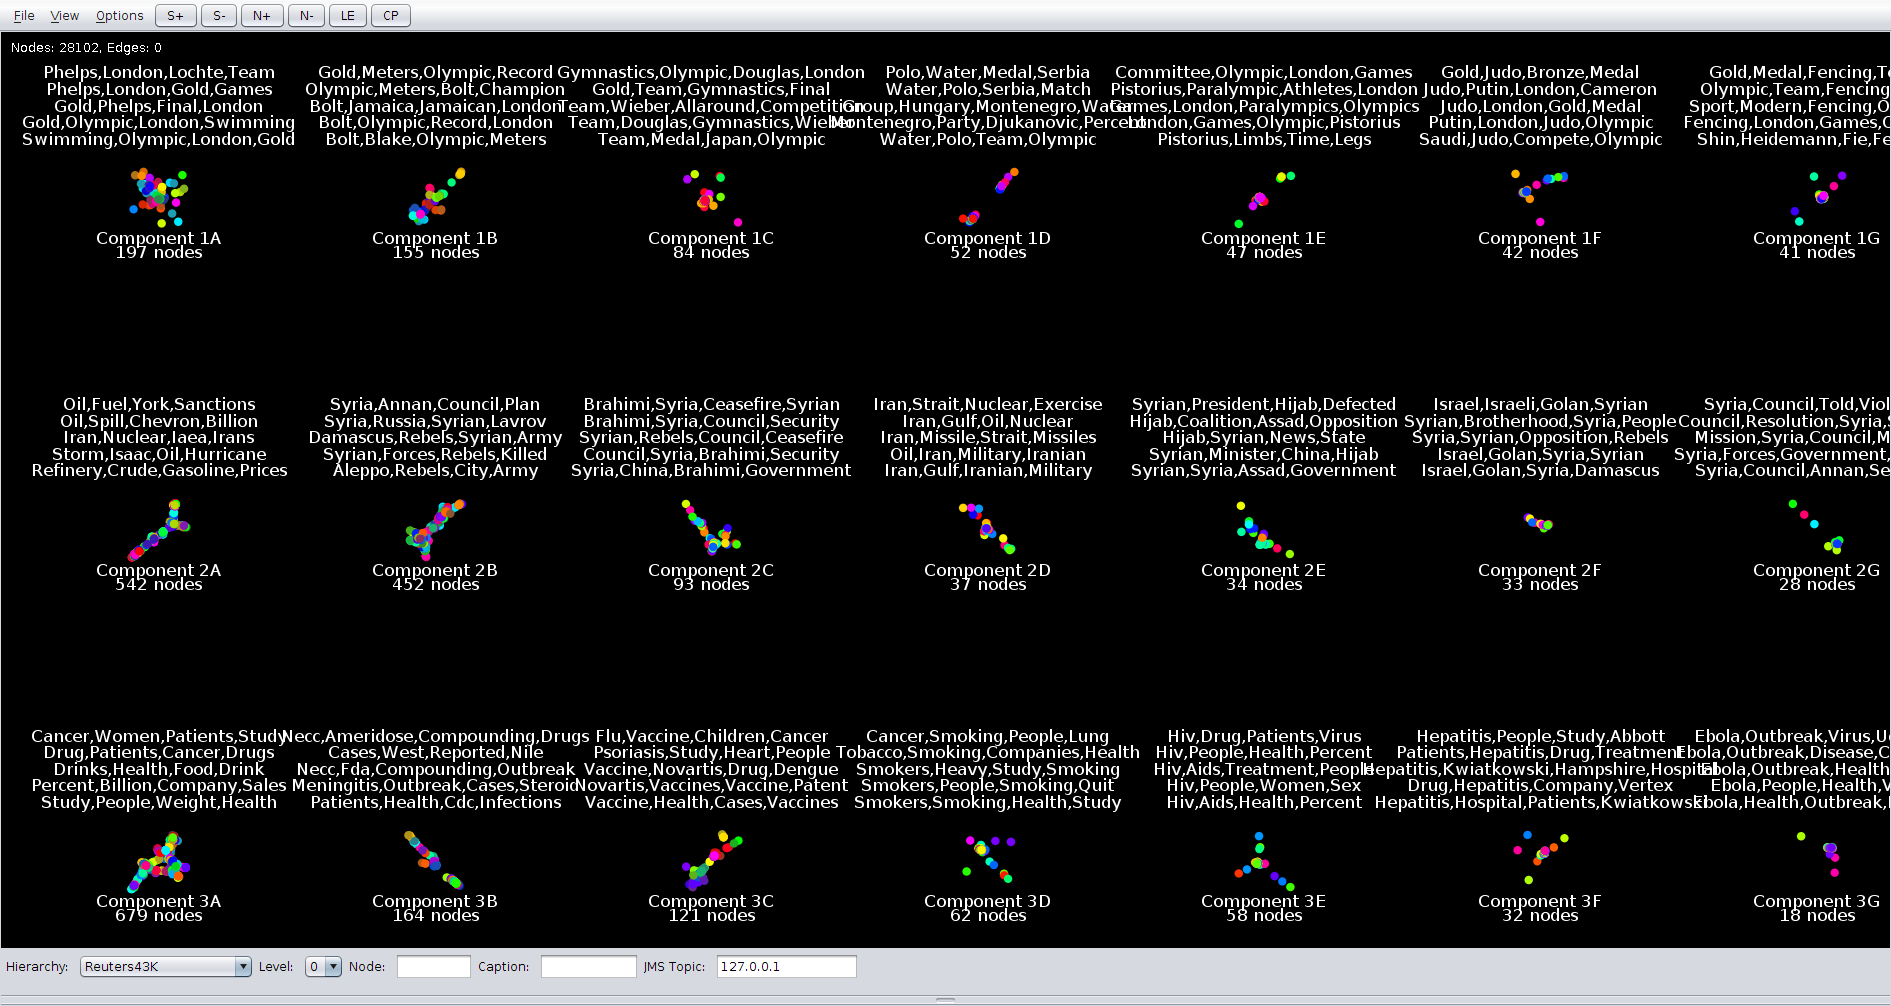 File View Options S+ S- N+ N- LE CP
Nodes: 28102, Edges: 0
Phelps,London,Lochte,Team
Phelps,London,Gold,Games
Gold,Phelps,Final,London
Gold,Olympic,London,Swimming
Swimming,Olympic,London,Gold
Component 1A
197 nodes
Gold,Meters,Olympic,Record
Olympic,Meters,Bolt,Champion
Bolt,Jamaica,Jamaican,London
Bolt,Olympic,Record,London
Bolt,Blake,Olympic,Meters
Component 1B
155 nodes
Gymnastics,Olympic,Douglas,London
Gold,Team,Gymnastics,Final
Team,Wieber,Allaround,Competition
Team,Douglas,Gymnastics,Wieber
Team,Medal,Japan,Olympic
Component 1C
84 nodes
Polo,Water,Medal,Serbia
Water,Polo,Serbia,Match
Group,Hungary,Montenegro,Water
Montenegro,Party,Djukanovic,Percent
Water,Polo,Team,Olympic
Component 1D
52 nodes
Committee,Olympic,London,Games
Pistorius,Paralympic,Athletes,London
Games,London,Paralympics,Olympics
London,Games,Olympic,Pistorius
Pistorius,Limbs,Time,Legs
Component 1E
47 nodes
Gold,Judo,Bronze,Medal
Judo,Putin,London,Cameron
Judo,London,Gold,Medal
Putin,London,Judo,Olympic
Saudi,Judo,Compete,Olympic
Component 1F
42 nodes
Gold,Medal,Fencing,
Olympic,Team,Fencing
Sport,Modern,Fencing,
Fencing,London,Games,
Shin,Heidemann,Fie,
Component 1G
41 nodes
Oil,Fuel,York,Sanctions
Oil,Spill,Chevron,Billion
Iran,Nuclear,Iaea,Irans
Storm,Isaac,Oil,Hurricane
Refinery,Crude,Gasoline,Prices
Component 2A
542 nodes
Syria,Annan,Council,Plan
Syria,Russia,Syrian,Lavrov
Damascus,Rebels,Syrian,Army
Syrian,Forces,Rebels,Killed
Aleppo,Rebels,City,Army
Component 2B
452 nodes
Brahimi,Syria,Ceasefire,Syrian
Brahimi,Syria,Council,Security
Syrian,Rebels,Council,Ceasefire
Council,Syria,Brahimi,Security
Syria,China,Brahimi,Government
Component 2C
93 nodes
Iran,Strait,Nuclear,Exercise
Iran,Gulf,Oil,Nuclear
Iran,Missile,Strait,Missiles
Oil,Iran,Military,Iranian
Iran,Gulf,Iranian,Military
Component 2D
37 nodes
Syrian,President,Hijab,Defected
Hijab,Coalition,Assad,Opposition
Hijab,Syrian,News,State
Syrian,Minister,China,Hijab
Syrian,Syria,Assad,Government
Component 2E
34 nodes
Israel,Israeli,Golan,Syrian
Syrian,Brotherhood,Syria,People
Syria,Syrian,Opposition,Rebels
Israel,Golan,Syria,Syrian
Israel,Golan,Syria,Damascus
Component 2F
33 nodes
Syria,Council,Told,
Council,Resolution,Syria,
Mission,Syria,Council,
Syria,Forces,Government,
Syria,Council,Annan,
Component 2G
28 nodes
Cancer,Women,Patients,Study
Drug,Patients,Cancer,Drugs
Drinks,Health,Food,Drink
Percent,Billion,Company,Sales
Study,People,Weight,Health
Component 3A
679 nodes
Necc,Ameridose,Compounding,Drugs
Cases,West,Reported,Nile
Necc,Fda,Compounding,Outbreak
Meningitis,Outbreak,Cases,Steroid
Patients,Health,Cdc,Infections
Component 3B
164 nodes
Flu,Vaccine,Children,Cancer
Psoriasis,Study,Heart,People
Vaccine,Novartis,Drug,Dengue
Novartis,Vaccines,Vaccine,Patent
Vaccine,Health,Cases,Vaccines
Component 3C
121 nodes
Cancer,Smoking,People,Lung
Tobacco,Smoking,Companies,Health
Smokers,Heavy,Study,Smoking
Smokers,People,Smoking,Quit
Smokers,Smoking,Health,Study
Component 3D
62 nodes
Hiv,Drug,Patients,Virus
Hiv,People,Health,Percent
Hiv,Aids,Treatment,People
Hiv,People,Women,Sex
Hiv,Aids,Health,Percent
Component 3E
58 nodes
Hepatitis,People,Study,Abbott
Patients,Hepatitis,Drug,Treatment
Hepatitis,Kwiatkowski,Hampshire,Hospital
Drug,Hepatitis,Company,Vertex
Hepatitis,Hospital,Patients,Kwiatkowski
Component 3F
32 nodes
Ebola,Outbreak,Virus,
Ebola,Outbreak,Disease,
Ebola,Outbreak,Health
Ebola,People,Health,
Ebola,Health,Outbreak,
Component 3G
18 nodes
Hierarchy: Reuters43K Level: 0 Node: Caption: JMS Topic: 127.0.0.1